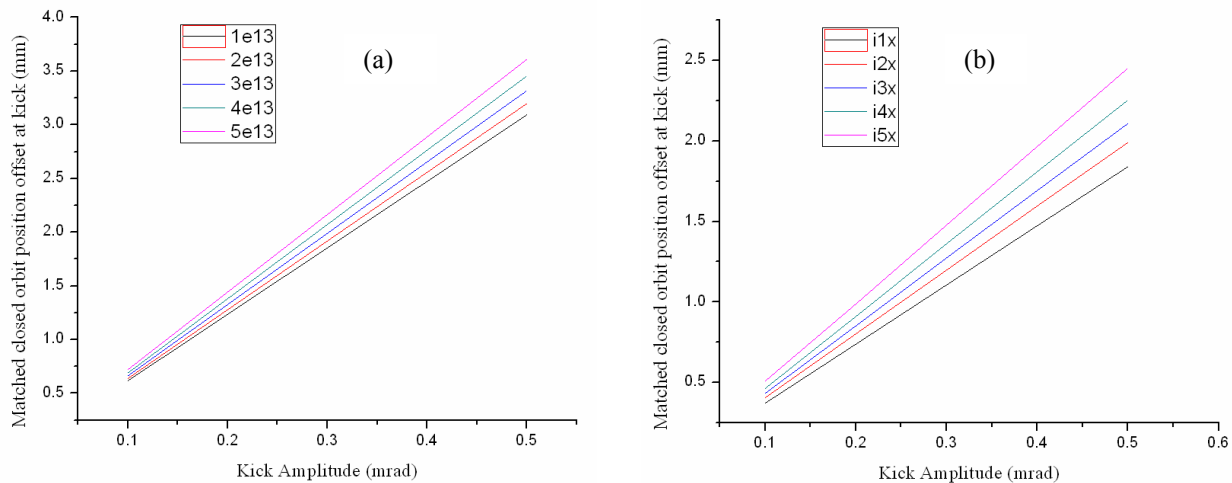 Matched closed orbit position offset at kick (mm)
4.0
3.5
3.0
2.5
2.0
1.5
1.0
0.5
1e13
2e13
3e13
4e13
5e13
(a)
0.1
0.2
0.3
0.4
0.5
Kick Amplitude (mrad)
Matched closed orbit position offset at kick (mm)
2.5
2.0
1.5
1.0
0.5
i1x
i2x
i3x
i4x
i5x
(b)
0.1
0.2
0.3
0.4
0.5
0.6
Kick Amplitude (mrad)